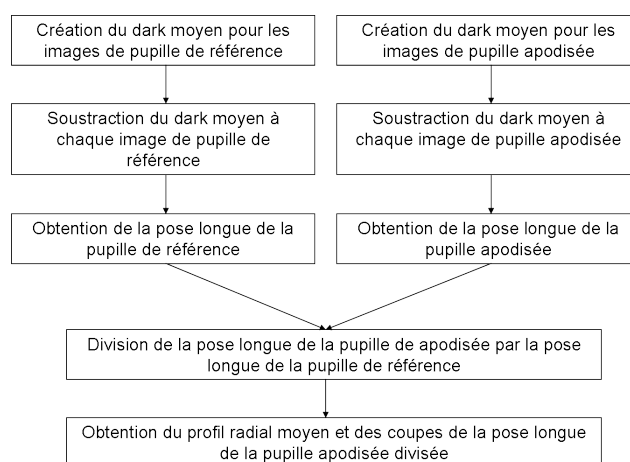 Création du dark moyen pour les
images de pupille de référence
Création du dark moyen pour les
images de pupille apodisée
Soustraction du dark moyen à
chaque image de pupille de
référence
Soustraction du dark moyen à
chaque image de pupille apodisée
Obtention de la pose longue de la
pupille de référence
Obtention de la pose longue de la
pupille apodisée
Division de la pose longue de la pupille de apodisée par la pose
longue de la pupille de référence
Obtention du profil radial moyen et des coupes de la pose longue
de la pupille apodisée divisée